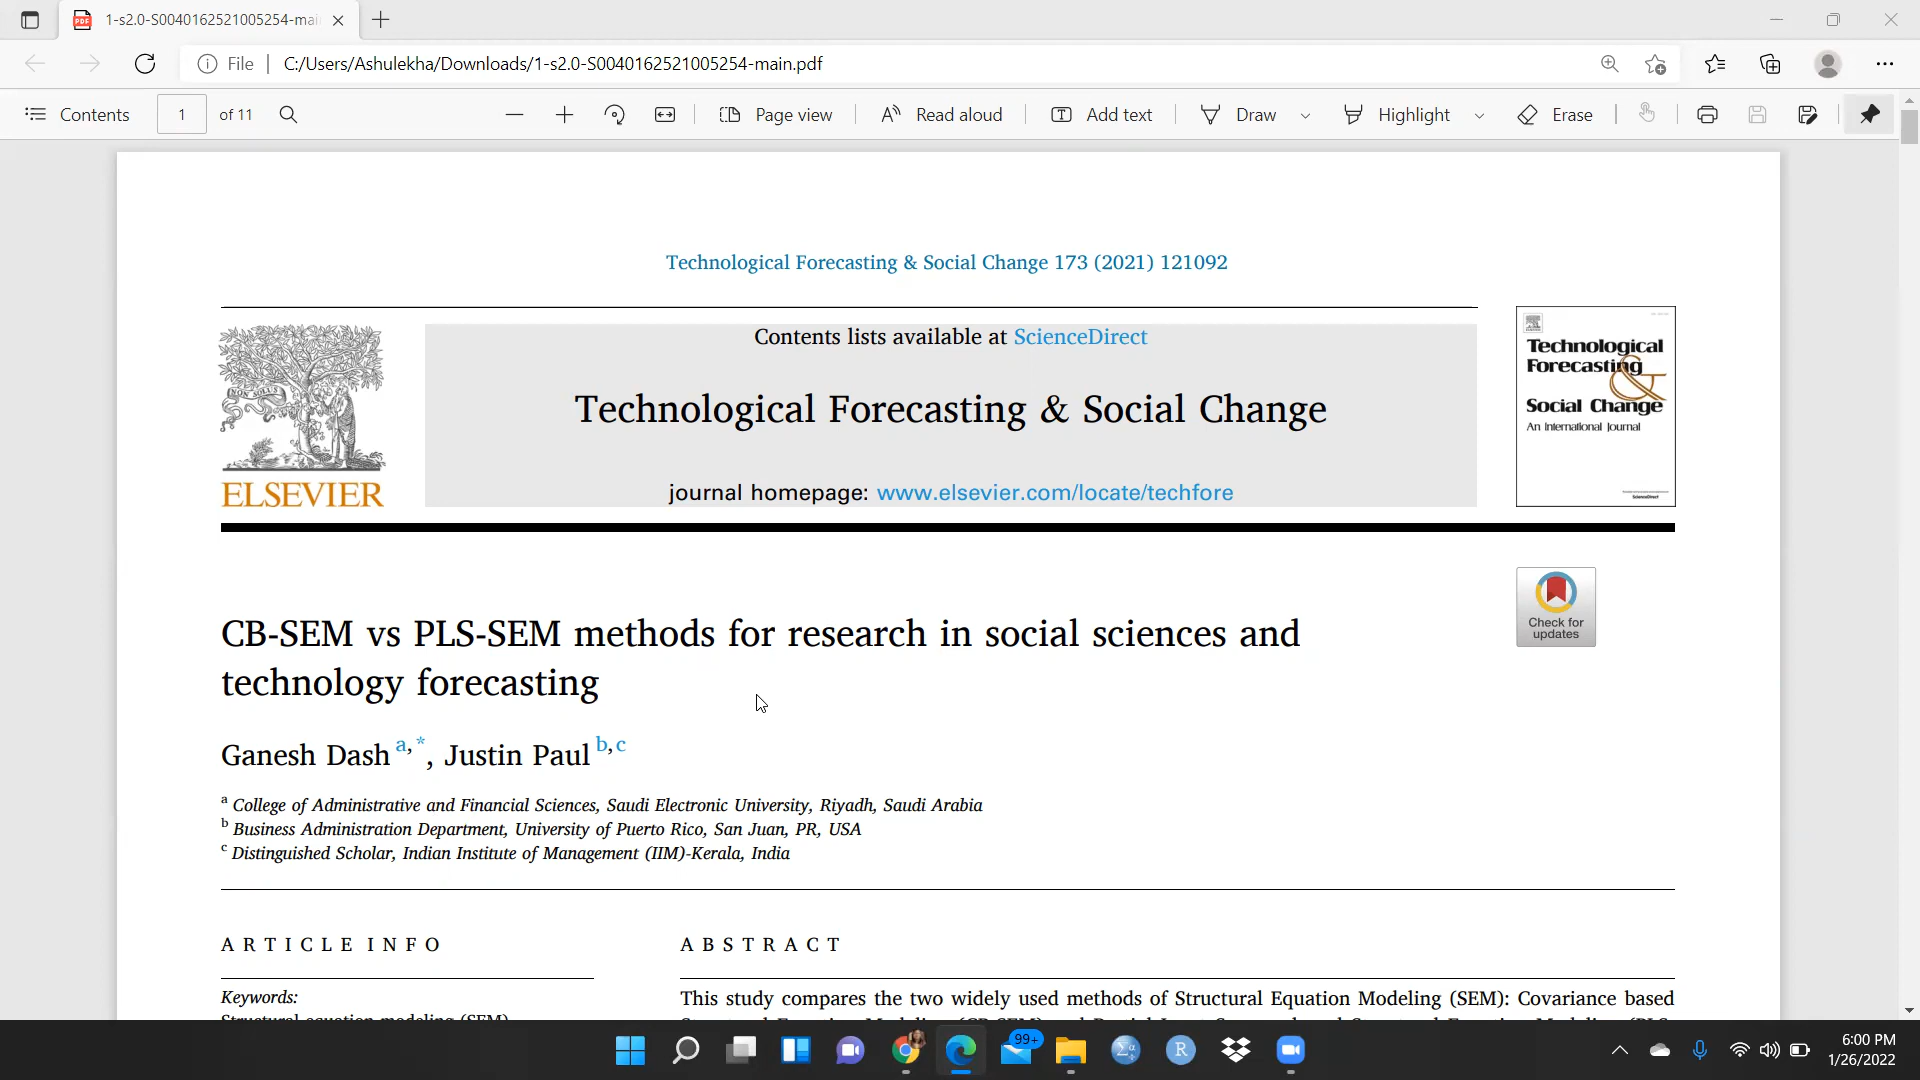 1-s2.0-S0040162521005254-mai
File
C:/Users/Ashulekha/Downloads/1-s2.0-S0040162521005254-main.pdf
Contents
1
of 11
Page view
Read aloud
Add text
Draw
Highlight
Erase
Technological Forecasting & Social Change 173 (2021) 121092
Contents lists available at ScienceDirect
Technological Forecasting & Social Change
journal homepage: www.elsevier.com/locate/techfore
NON SOLUS
ELSEVIER
Technological
Forecasting
&
Social Change
An International Journal
ScienceDirect
Check for
updates
CB-SEM vs PLS-SEM methods for research in social sciences and
technology forecasting
Ganesh Dash a,*, Justin Paul b,c
a College of Administrative and Financial Sciences, Saudi Electronic University, Riyadh, Saudi Arabia
b Business Administration Department, University of Puerto Rico, San Juan, PR, USA
c Distinguished Scholar, Indian Institute of Management (IIM)-Kerala, India
ARTICLE INFO
ABSTRACT
Keywords:
Structural equation modeling (SEM)
This study compares the two widely used methods of Structural Equation Modeling (SEM): Covariance based
99+
6:00 PM
1/26/2022